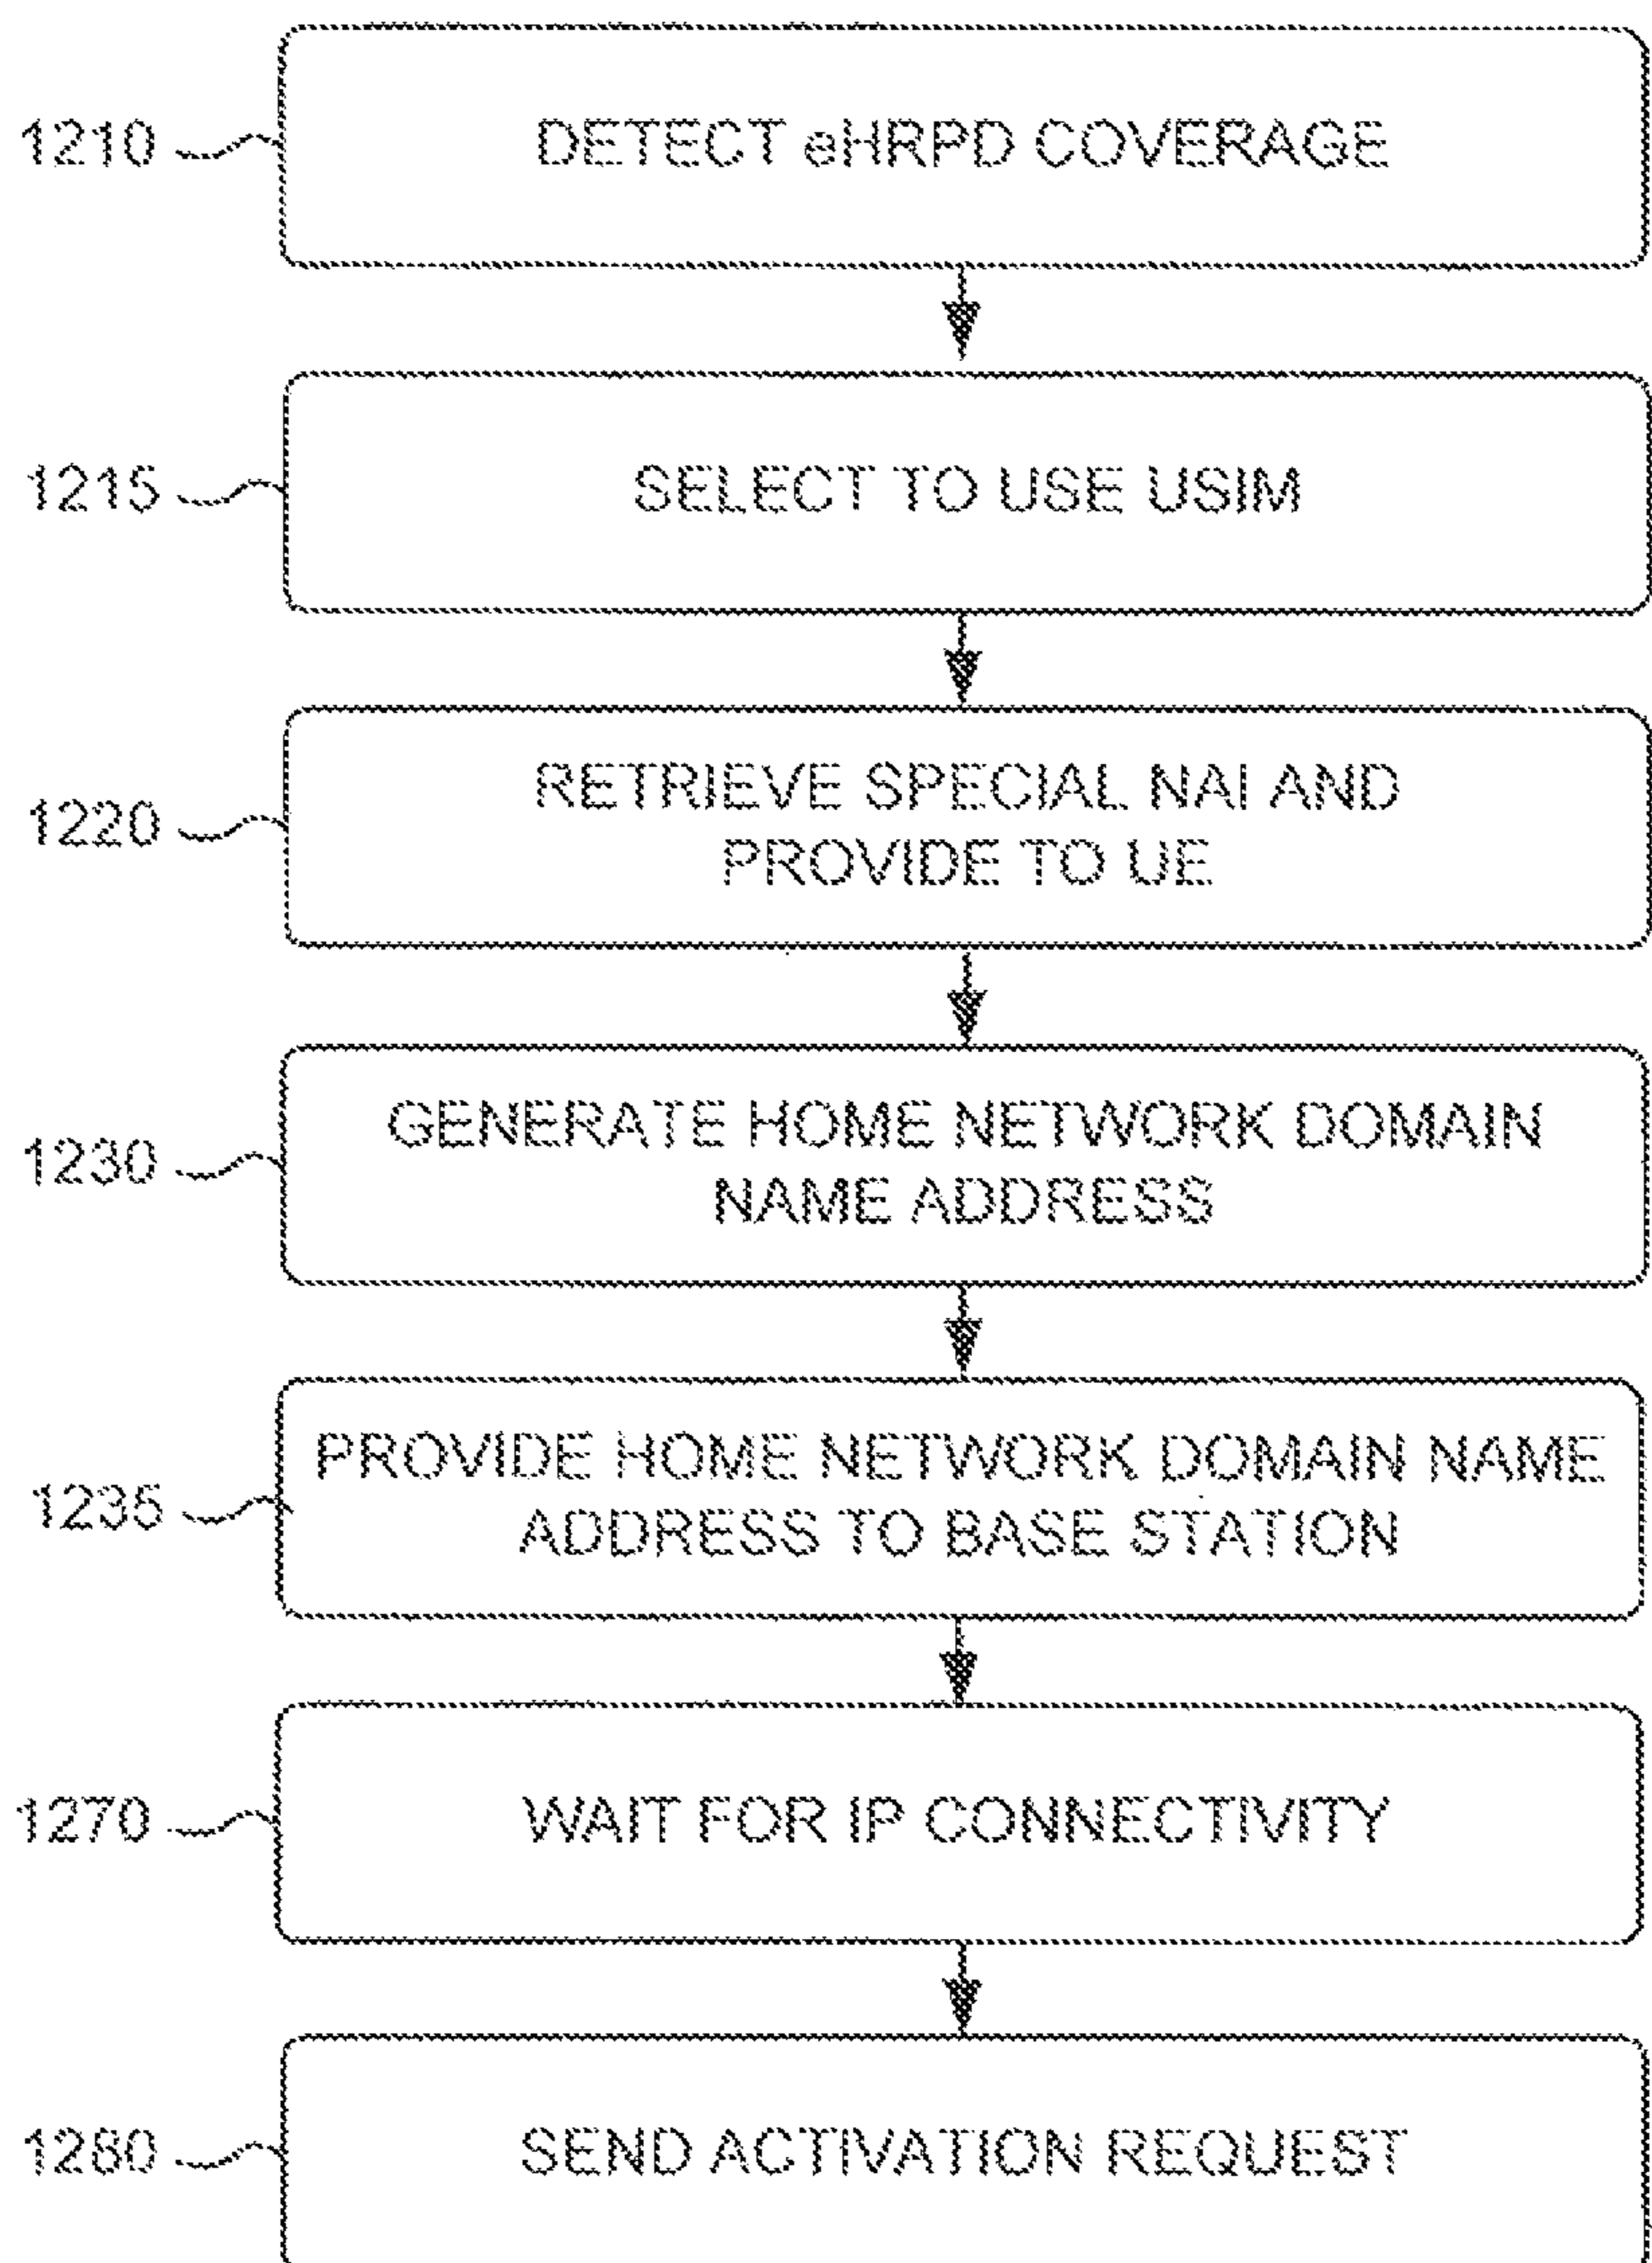 1210
DETECT eHRPD COVERAGE
1215
SELECT TO USE USIM
1220
RETRIEVE SPECIAL NAI AND
PROVIDE TO UE
1230
GENERATE HOME NETWORK DOMAIN
NAME ADDRESS
1235
PROVIDE HOME NETWORK DOMAIN NAME
ADDRESS TO BASE STATION
1270
WAIT FOR IP CONNECTIVITY
1280
SEND ACTIVATION REQUEST